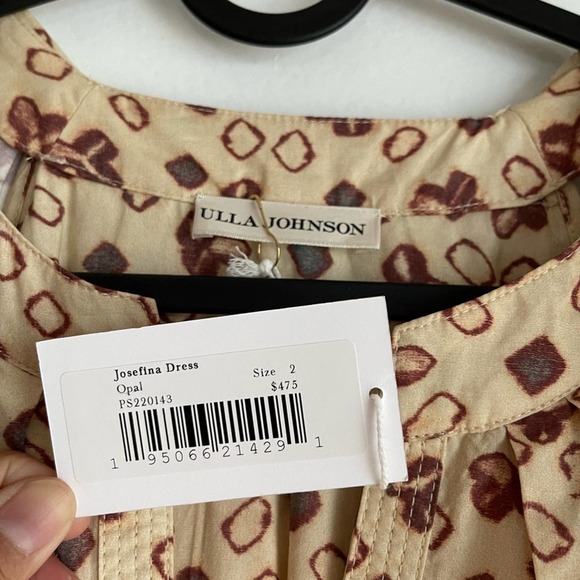 ULLA JOHNSON
Josefina Dress
Opal Size 2
PS220143 $475
1 95066 21429 1